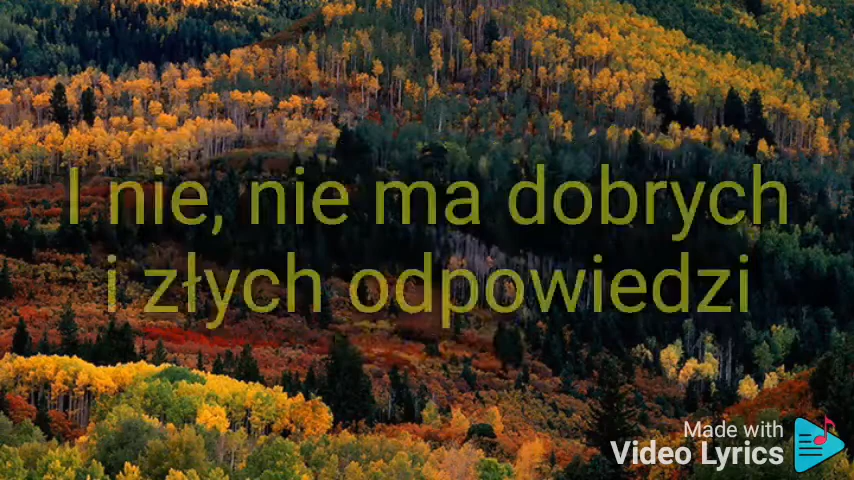 I nie, nie ma dobrych
i złych odpowiedzi
Made with
Video Lyrics